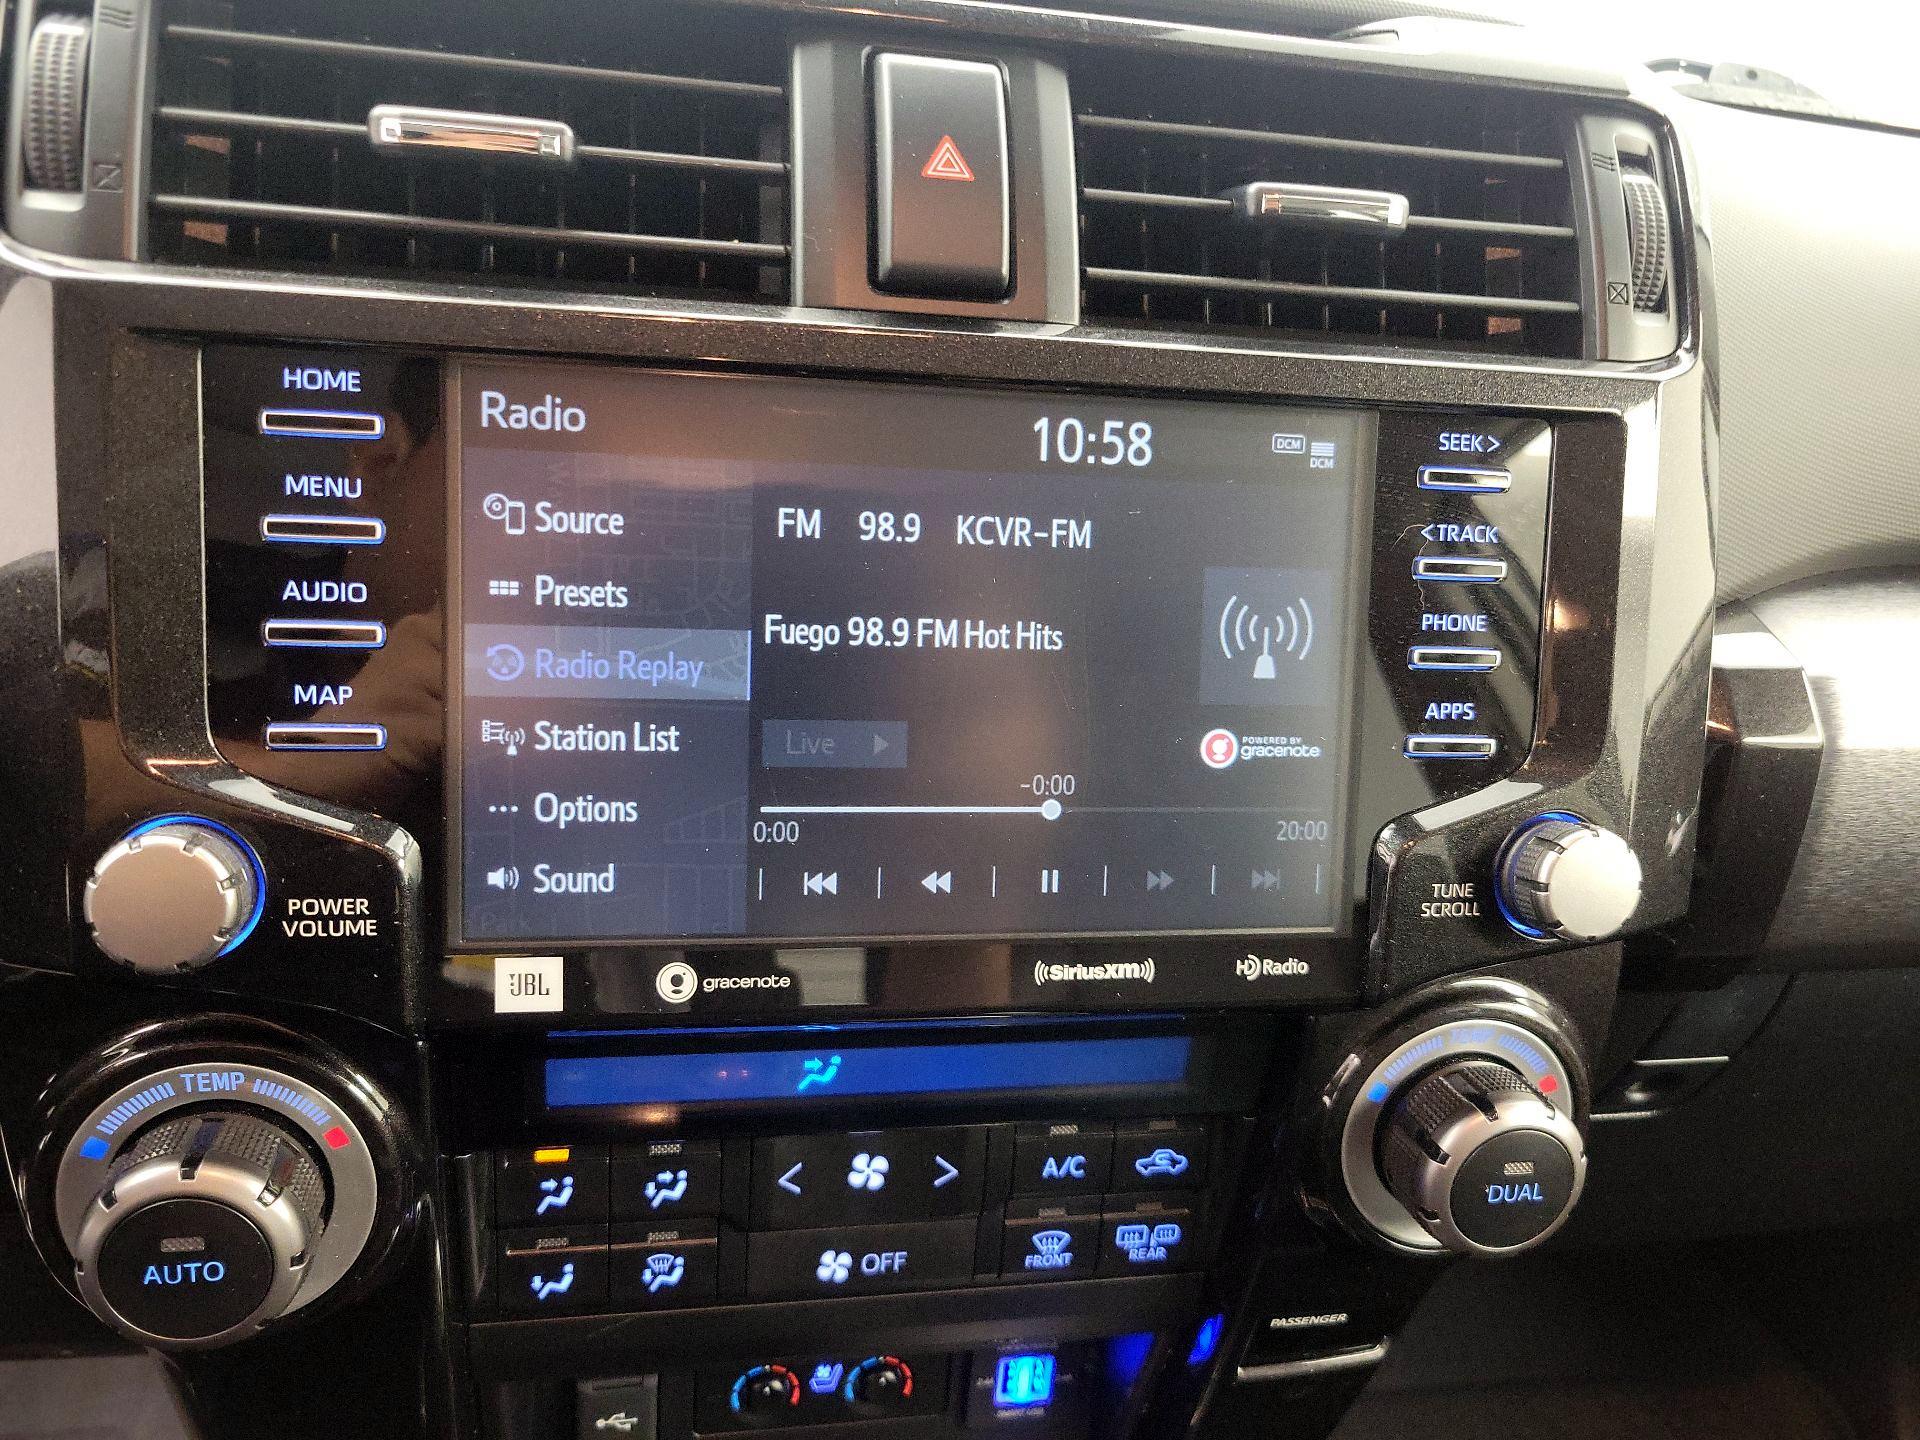 HOME
MENU
AUDIO
MAP
POWER
VOLUME
Radio
10:58
DCM
DCM
Source
Presets
Radio Replay
Station List
Options
Sound
FM 98.9 KCVR-FM
Fuego 98.9 FM Hot Hits
Live
POWERED BY
gracenote
-0:00
0:00
20:00
SEEK >
< TRACK
PHONE
APPS
TUNE
SCROLL
JBL
gracenote
SiriusXM
HD Radio
TEMP
AUTO
A/C
OFF
FRONT
REAR
TEMP
DUAL
PASSENGER